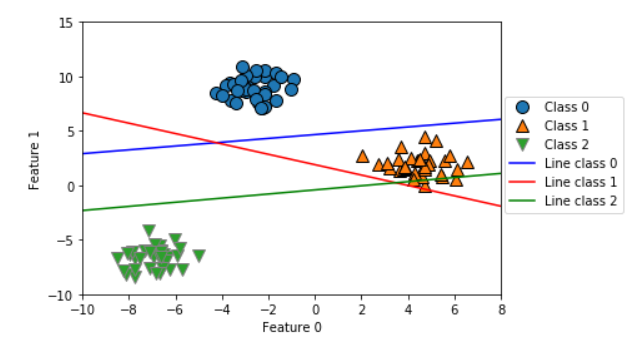 15
10
5
0
−5
−10
Feature 1
−10 −8 −6 −4 −2 0 2 4 6 8
Feature 0
Class 0
Class 1
Class 2
Line class 0
Line class 1
Line class 2